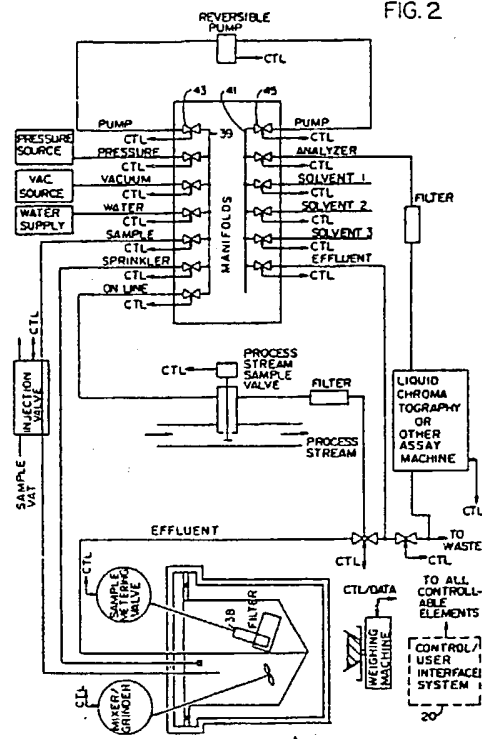 FIG. 2
REVERSIBLE
PUMP
CTL
43
41
45
PUMP
CTL
39
PUMP
CTL
PRESSURE
SOURCE
PRESSURE
CTL
ANALYZER
CTL
VAC.
SOURCE
VACUUM
CTL
SOLVENT 1
CTL
WATER
SUPPLY
WATER
CTL
SOLVENT 2
CTL
SAMPLE
CTL
SOLVENT 3
CTL
SPRINKLER
CTL
EFFLUENT
CTL
ON LINE
CTL
MANIFOLDS
FILTER
CTL
INJECTION
VALVE
SAMPLE
VAT
CTL
PROCESS
STREAM
SAMPLE
VALVE
FILTER
PROCESS
STREAM
LIQUID
CHROMA
TOGRAPHY
OR
OTHER
ASSAY
MACHINE
CTL
EFFLUENT
CTL
TO
WASTE
CTL
CTL
SAMPLE
METERING
VALVE
38
FILTER
CTL
MIXER/
GRINDER
CTL/DATA
WEIGHING
MACHINE
TO ALL
CONTROLL-
ABLE
ELEMENTS
CONTROL/
USER
INTERFACE
SYSTEM
20